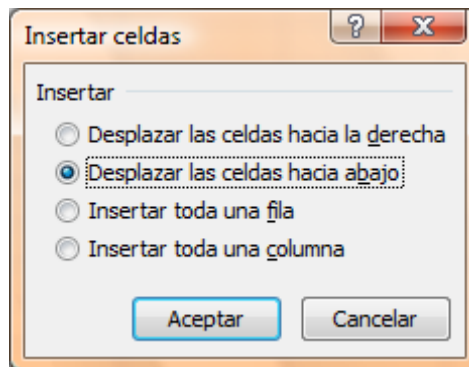 Insertar celdas
Insertar
Desplazar las celdas hacia la derecha
Desplazar las celdas hacia abajo
Insertar toda una fila
Insertar toda una columna
Aceptar Cancelar